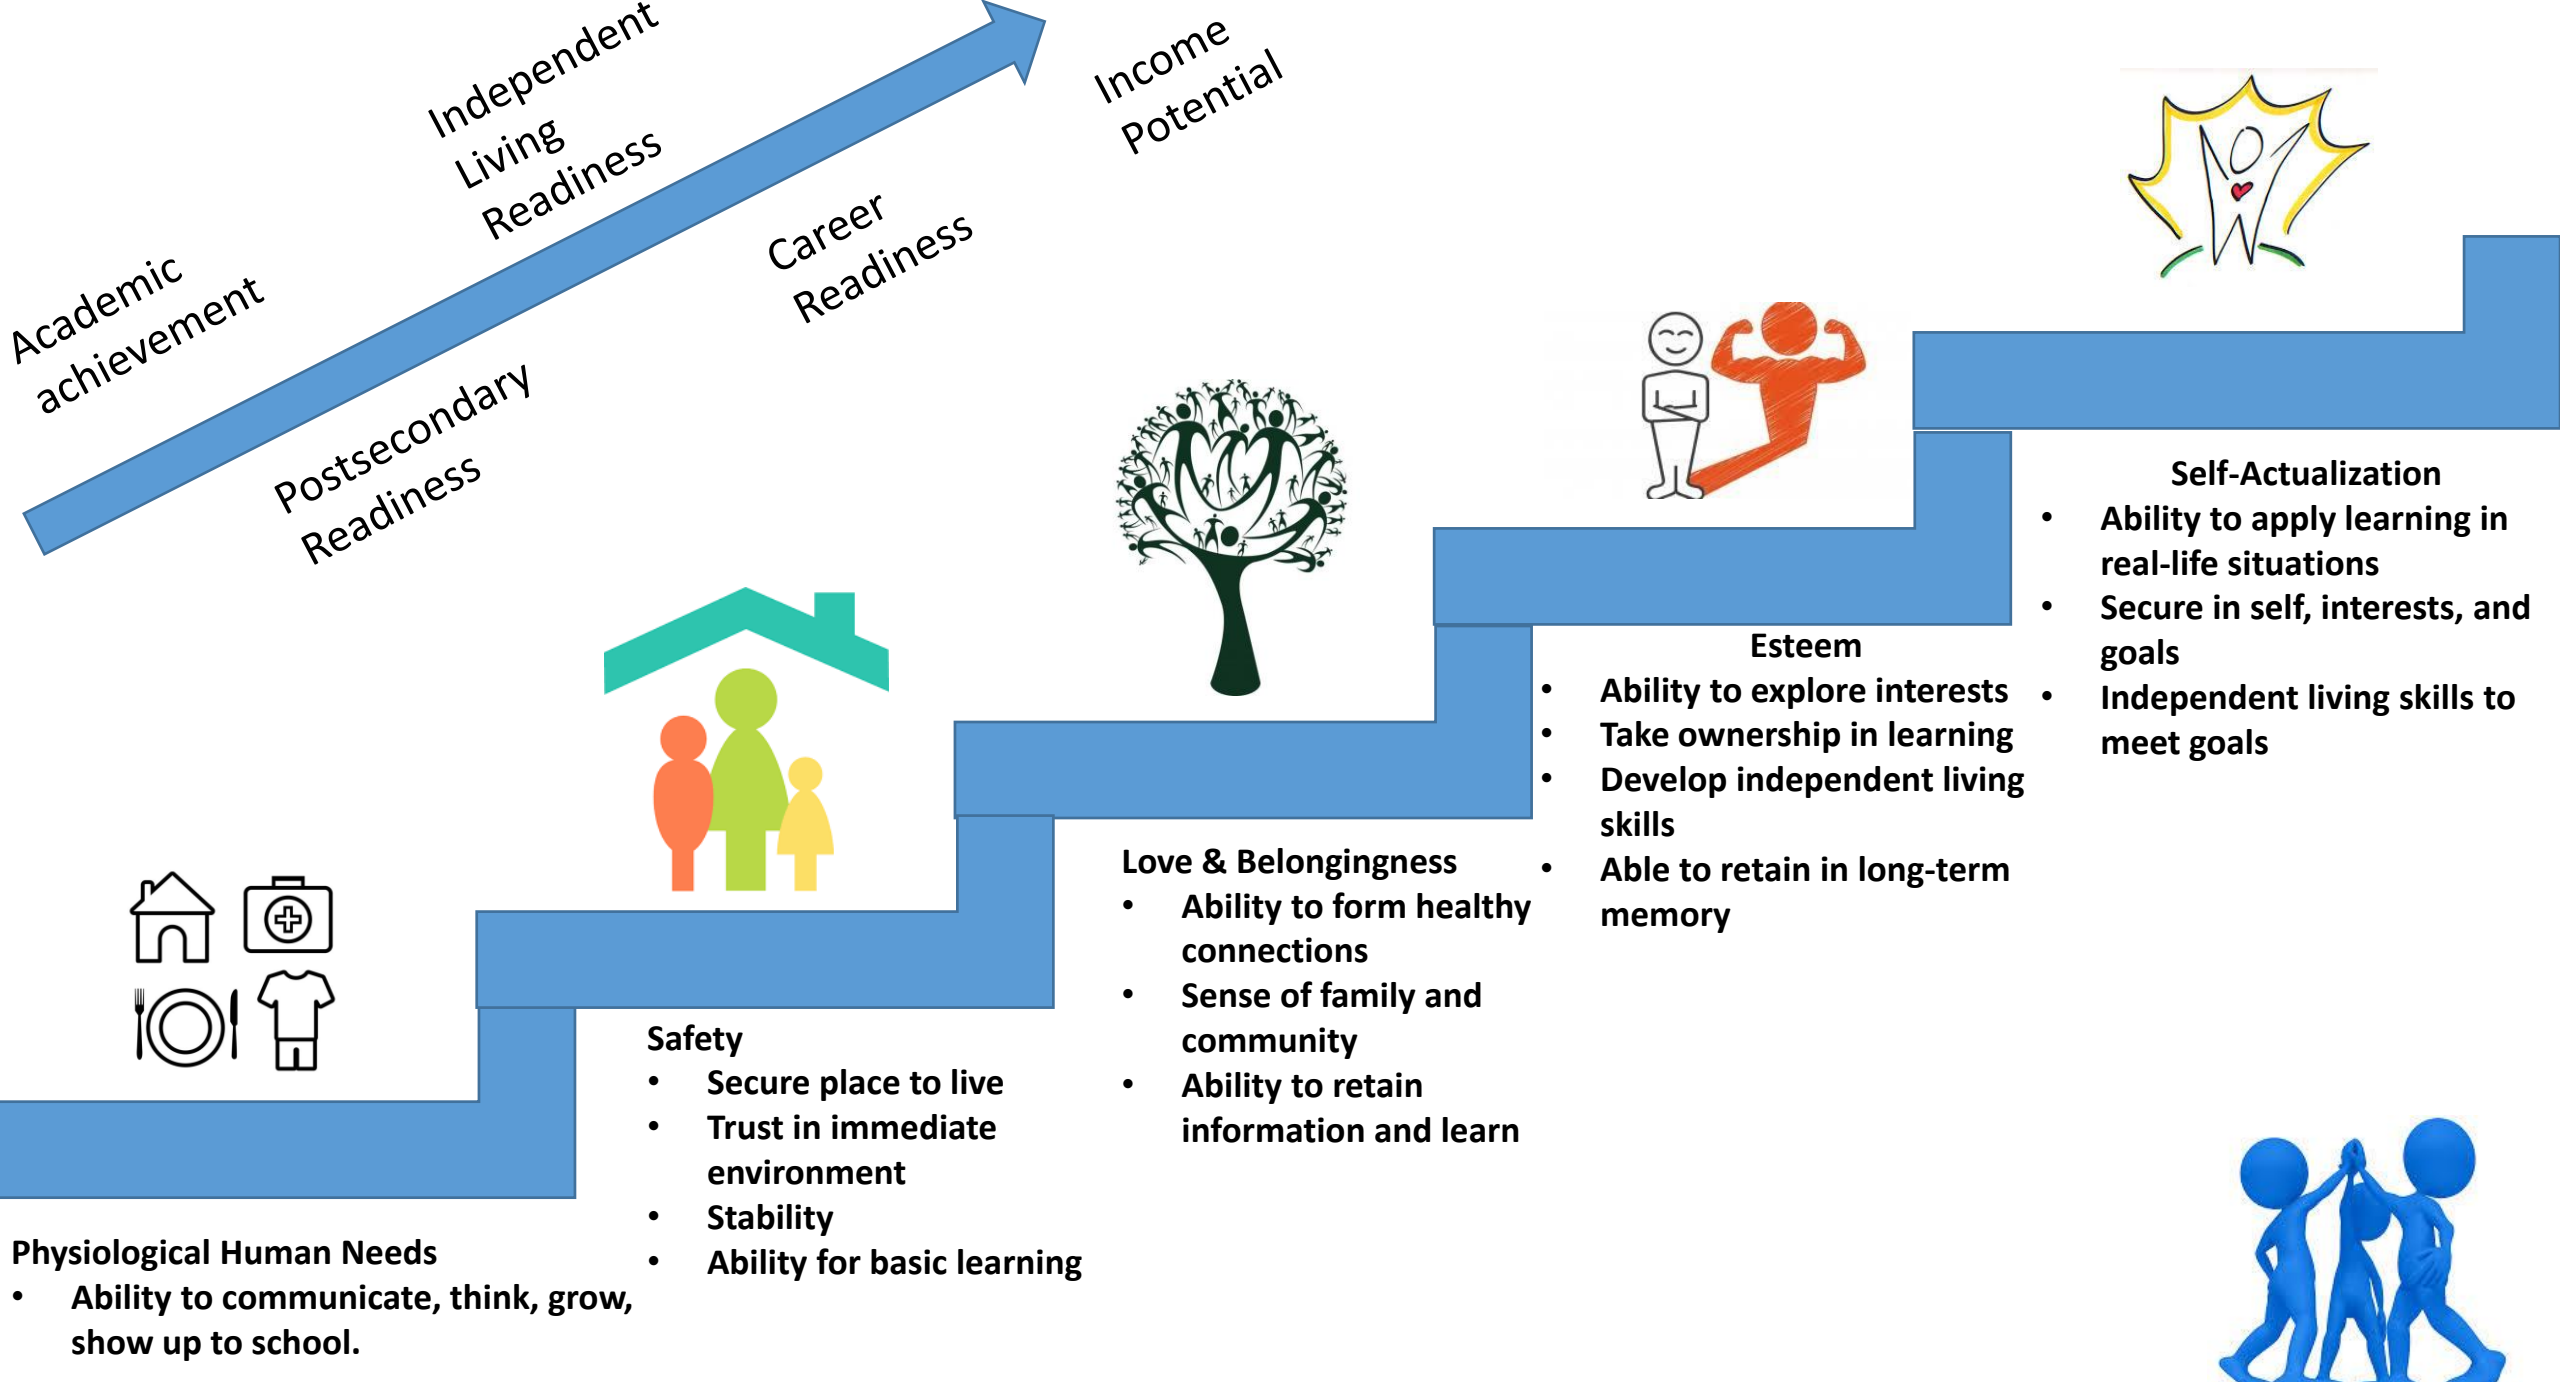 Academic
achievement
Independent
Living
Readiness
Postsecondary
Readiness
Career
Readiness
Income
Potential
Physiological Human Needs
• Ability to communicate, think, grow,
show up to school.
Safety
• Secure place to live
• Trust in immediate
environment
• Stability
• Ability for basic learning
Love & Belongingness
• Ability to form healthy
connections
• Sense of family and
community
• Ability to retain
information and learn
Esteem
• Ability to explore interests
• Take ownership in learning
• Develop independent living
skills
• Able to retain in long-term
memory
Self-Actualization
• Ability to apply learning in
real-life situations
• Secure in self, interests, and
goals
• Independent living skills to
meet goals